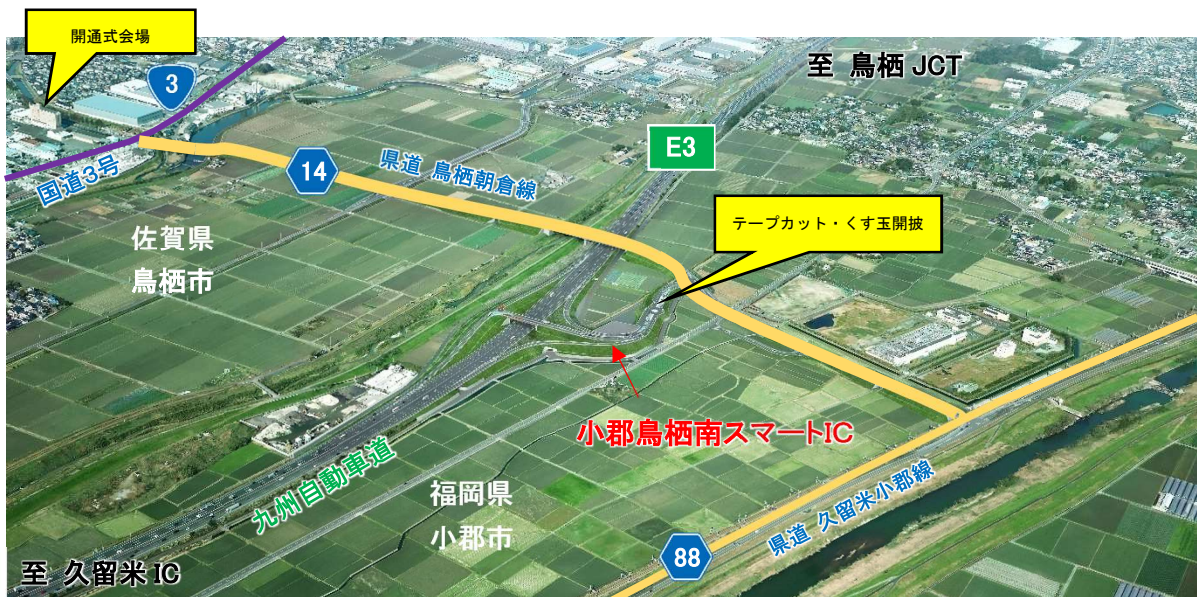 開通式会場
3
至 鳥栖 JCT
E3
14
県道 鳥栖朝倉線
国道3号
テープカット・くす玉開披
佐賀県
鳥栖市
小郡鳥栖南スマートIC
九州自動車道
福岡県
小郡市
県道 久留米小郡線
88
至 久留米 IC